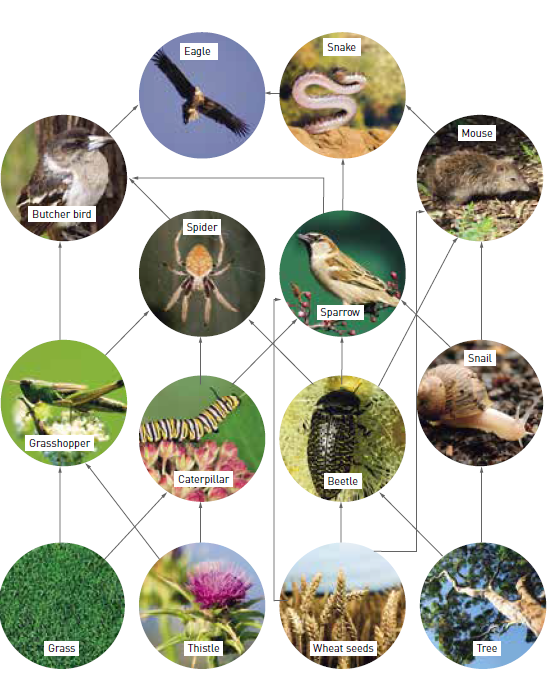 Eagle
Snake
Mouse
Butcher bird
Spider
Sparrow
Snail
Grasshopper
Caterpillar
Beetle
Grass
Thistle
Wheat seeds
Tree